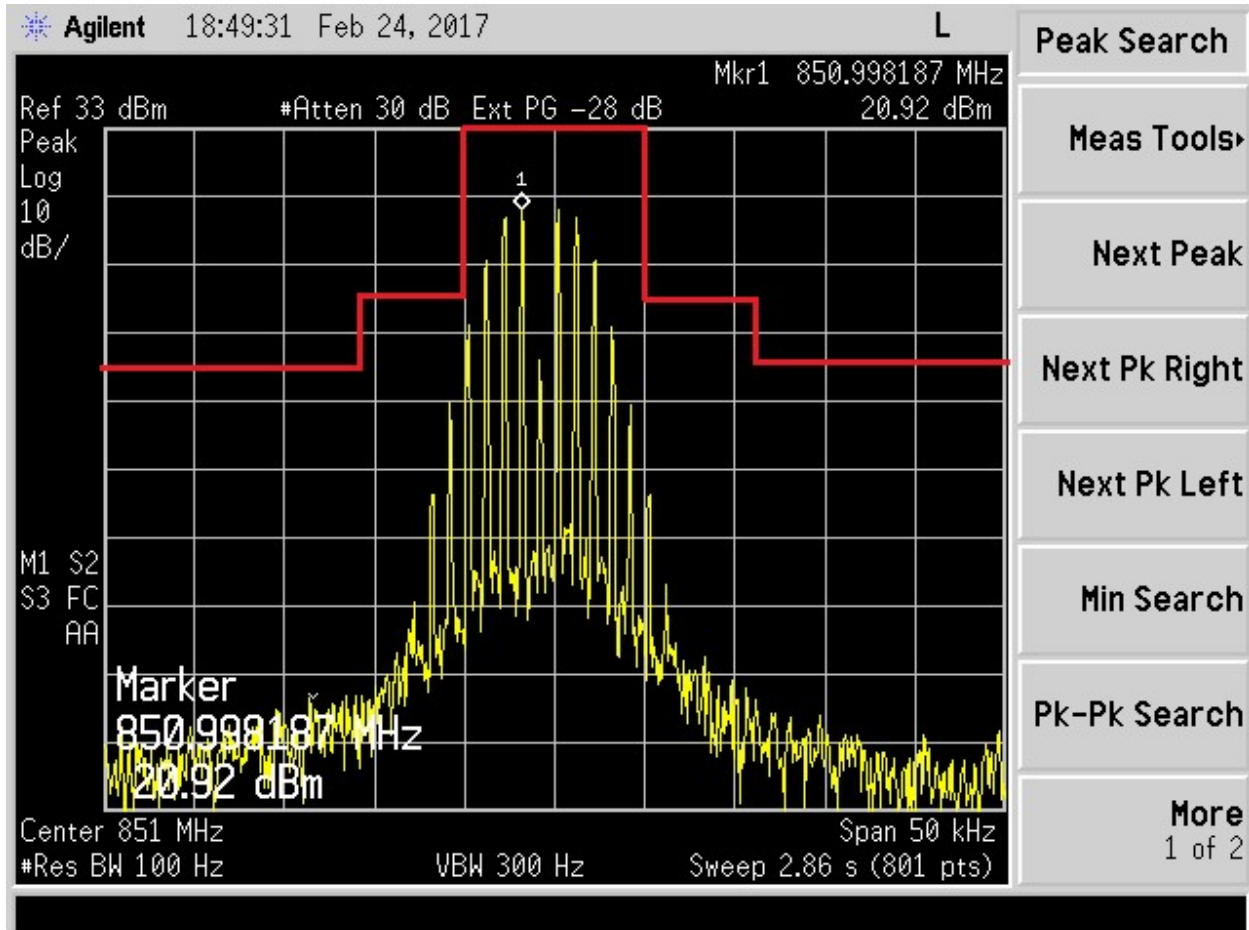 Agilent 18:49:31 Feb 24, 2017 L
Mkr1 850.998187 MHz
Ref 33 dBm #Atten 30 dB Ext PG -28 dB 20.92 dBm
Peak
Log
10
dB/
1
M1 S2
S3 FC
AA
Marker
850.998187 MHz
20.92 dBm
Center 851 MHz Span 50 kHz
#Res BW 100 Hz VBW 300 Hz Sweep 2.86 s (801 pts)
Peak Search
Meas Tools
Next Peak
Next Pk Right
Next Pk Left
Min Search
Pk-Pk Search
More
1 of 2